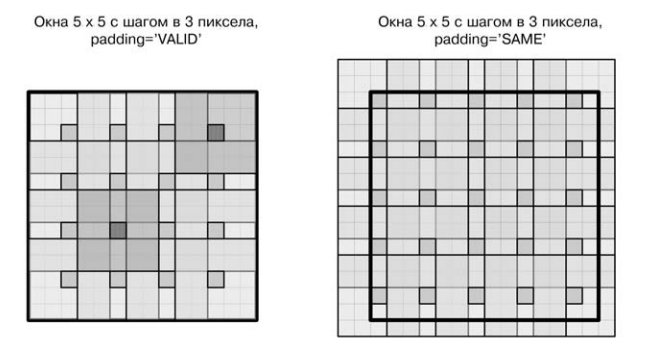 Окна 5 x 5 с шагом в 3 пиксела,
padding='VALID'
Окна 5 x 5 с шагом в 3 пиксела,
padding='SAME'